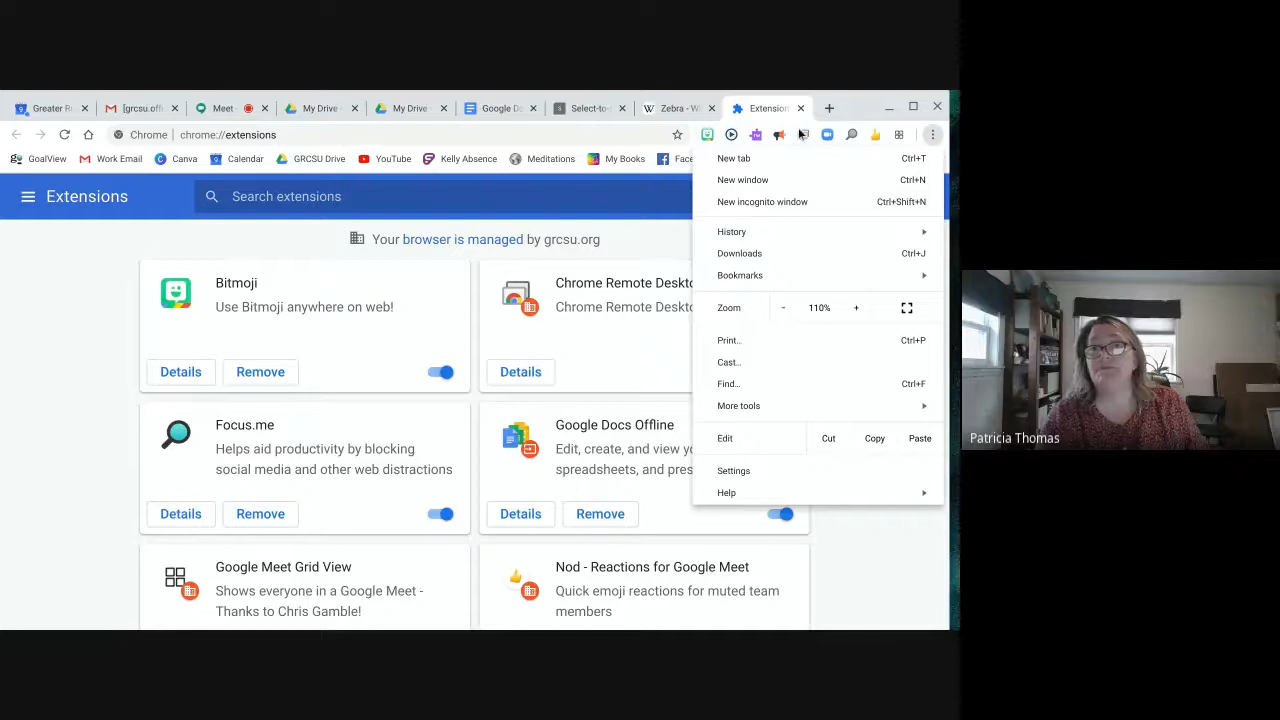 Greater R
[grcsu.off
Meet
My Drive -
My Drive -
Google Do
Select-to-
Zebra - W
Extension
Chrome
chrome://extensions
GoalView
Work Email
Canva
Calendar
GRCSU Drive
YouTube
Kelly Absence
Meditations
My Books
Face
Extensions
Search extensions
Your browser is managed by grcsu.org
Bitmoji
Use Bitmoji anywhere on web!
Details
Remove
Chrome Remote Deskto
Chrome Remote Deskto
Details
Focus.me
Helps aid productivity by blocking
social media and other web distractions
Details
Remove
Google Docs Offline
Edit, create, and view yo
spreadsheets, and pres
Details
Remove
Google Meet Grid View
Shows everyone in a Google Meet -
Thanks to Chris Gamble!
Nod - Reactions for Google Meet
Quick emoji reactions for muted team
members
New tab Ctrl+T
New window Ctrl+N
New incognito window Ctrl+Shift+N
History
Downloads Ctrl+J
Bookmarks
Zoom - 110% +
Print... Ctrl+P
Cast...
Find... Ctrl+F
More tools
Edit Cut Copy Paste
Settings
Help
Patricia Thomas